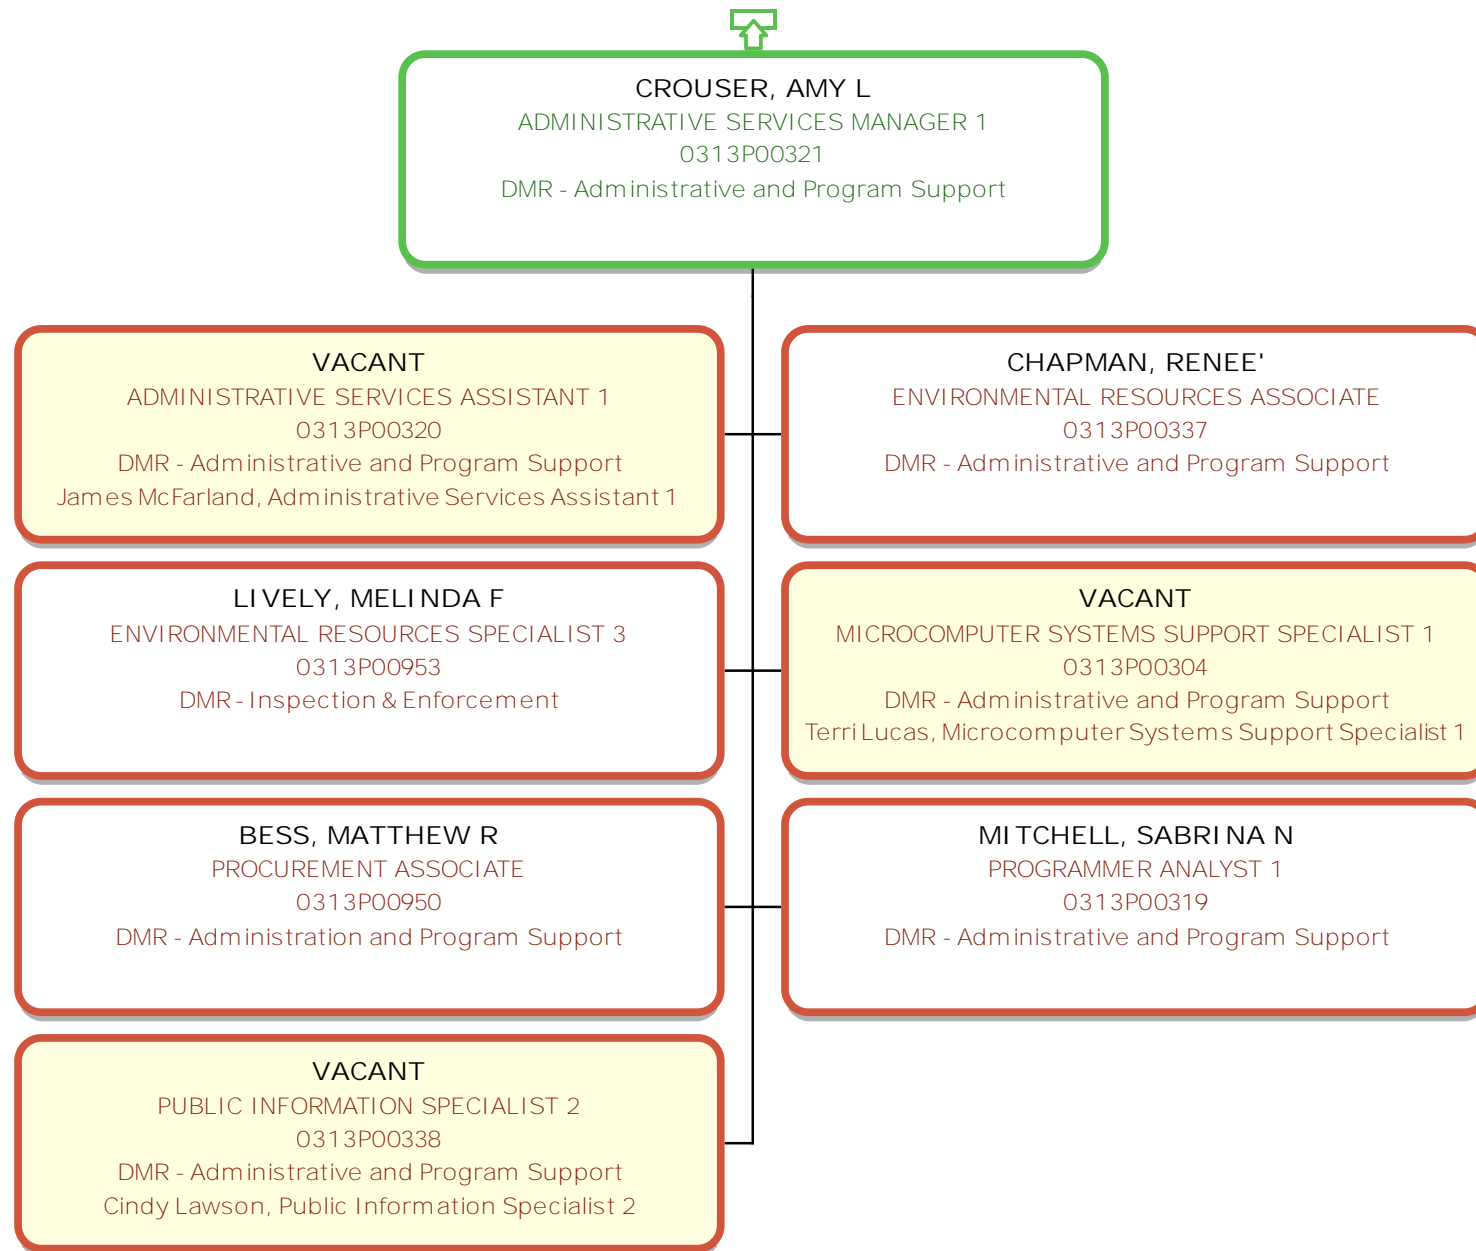 CROUSER, AMY L
ADMINISTRATIVE SERVICES MANAGER 1
0313P00321
DMR - Administrative and Program Support
VACANT
ADMINISTRATIVE SERVICES ASSISTANT 1
0313P00320
DMR - Administrative and Program Support
James McFarland, Administrative Services Assistant 1
CHAPMAN, RENEE'
ENVIRONMENTAL RESOURCES ASSOCIATE
0313P00337
DMR - Administrative and Program Support
LIVELY, MELINDA F
ENVIRONMENTAL RESOURCES SPECIALIST 3
0313P00953
DMR - Inspection & Enforcement
VACANT
MICROCOMPUTER SYSTEMS SUPPORT SPECIALIST 1
0313P00304
DMR - Administrative and Program Support
Terri Lucas, Microcomputer Systems Support Specialist 1
BESS, MATTHEW R
PROCUREMENT ASSOCIATE
0313P00950
DMR - Administration and Program Support
MITCHELL, SABRINA N
PROGRAMMER ANALYST 1
0313P00319
DMR - Administrative and Program Support
VACANT
PUBLIC INFORMATION SPECIALIST 2
0313P00338
DMR - Administrative and Program Support
Cindy Lawson, Public Information Specialist 2